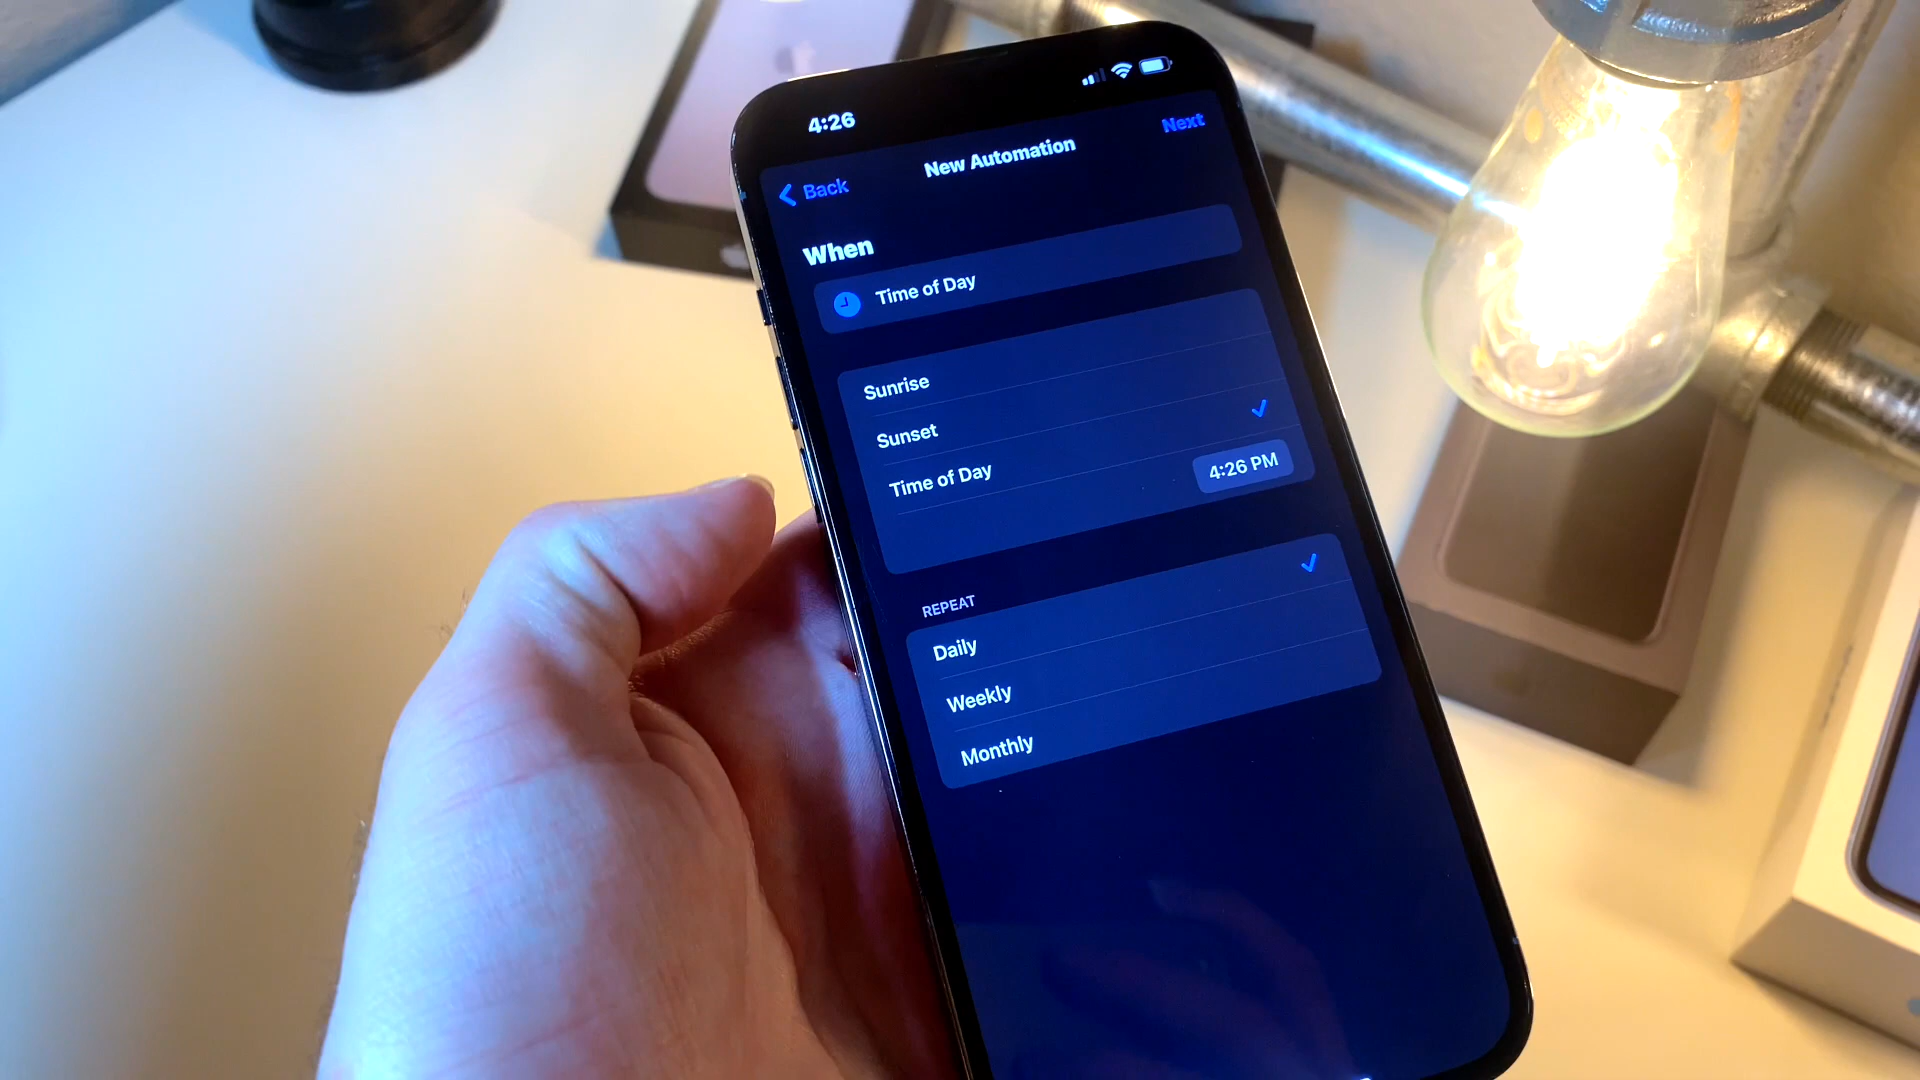 4:26
Next
New Automation
Back
When
Time of Day
Sunrise
Sunset
Time of Day
4:26 PM
REPEAT
Daily
Weekly
Monthly